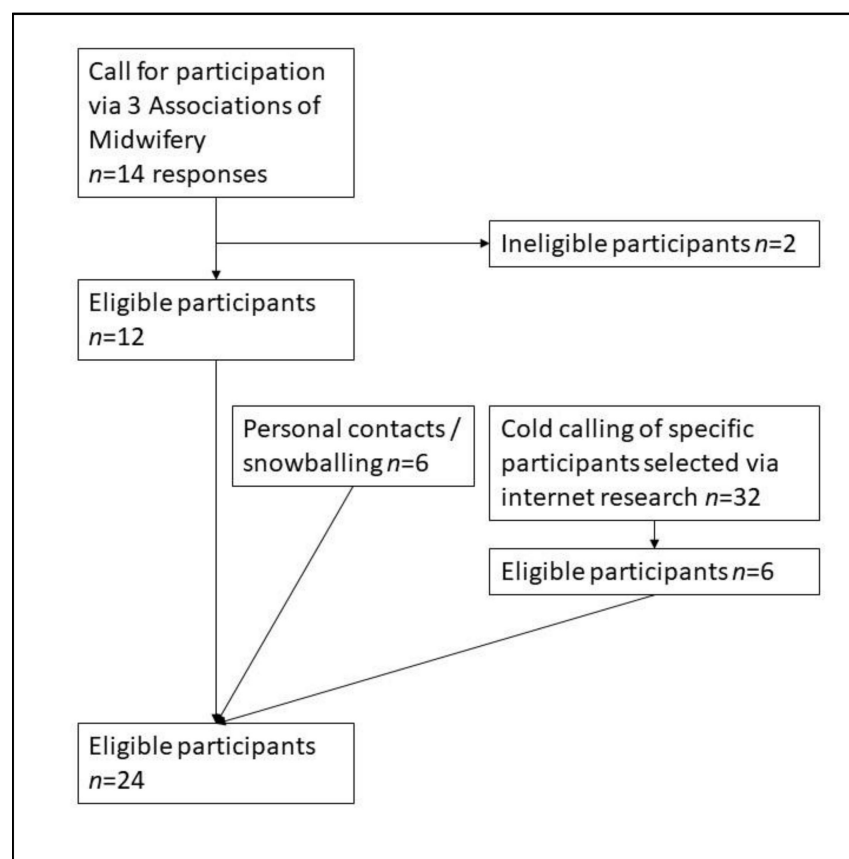 Call for participation
via 3 Associations of
Midwifery
n=14 responses
Ineligible participants n=2
Eligible participants
n=12
Personal contacts /
snowballing n=6
Cold calling of specific
participants selected via
internet research n=32
Eligible participants n=6
Eligible participants
n=24